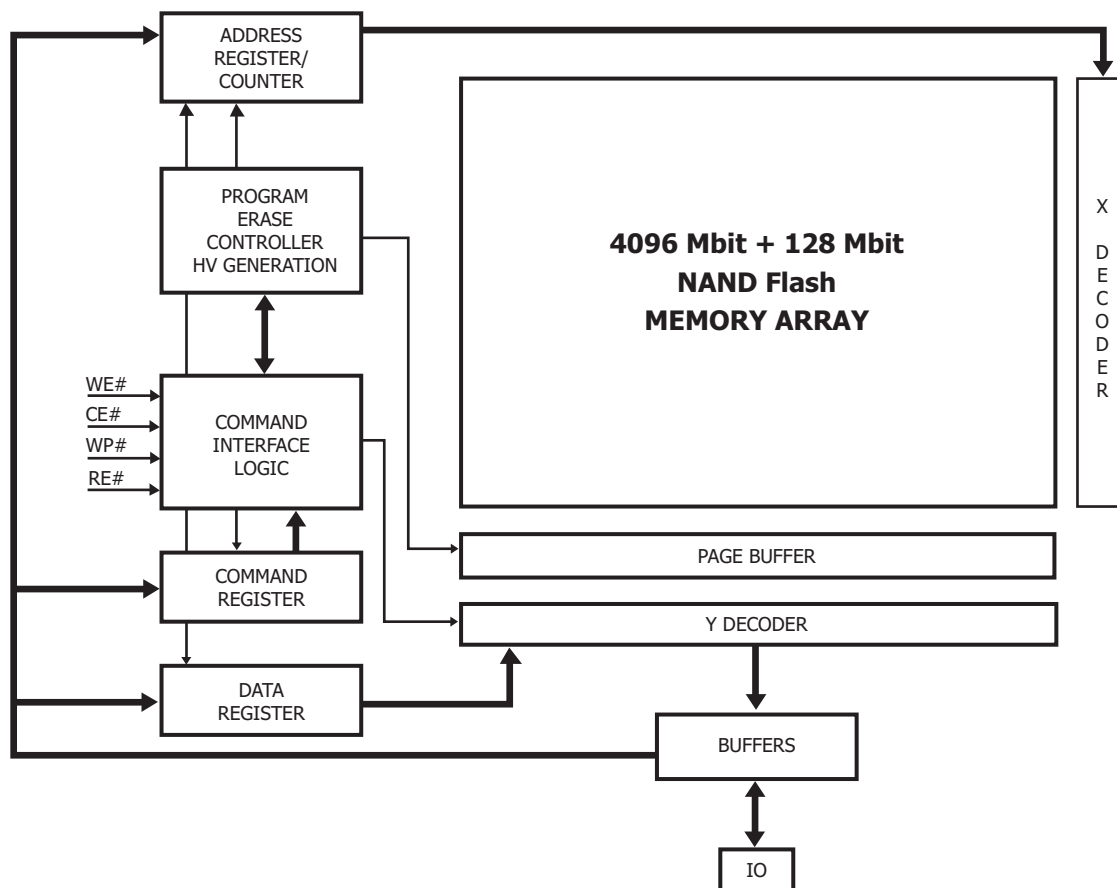 ADDRESS
REGISTER/
COUNTER
PROGRAM
ERASE
CONTROLLER
HV GENERATION
4096 Mbit + 128 Mbit
NAND Flash
MEMORY ARRAY
X
DECODER
WE#
CE#
WP#
RE#
COMMAND
INTERFACE
LOGIC
PAGE BUFFER
COMMAND
REGISTER
Y DECODER
DATA
REGISTER
BUFFERS
IO